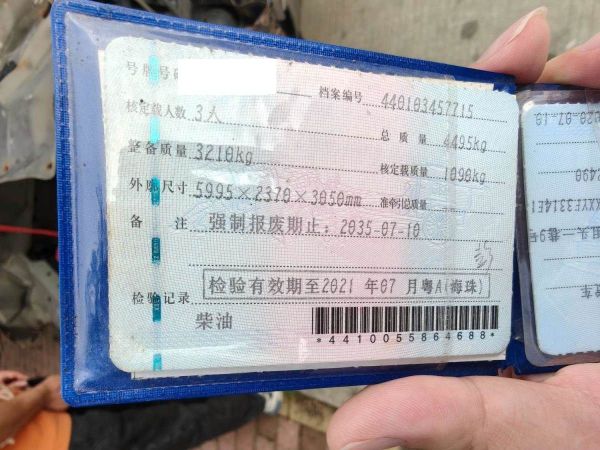 号牌号码 档案编号 440103457715
核定载人数 3人 总质量 4495kg
整备质量 3210kg 核定载质量 1090kg
外廓尺寸 5995×2370×3050mm 准牵引总质量
备注 强制报废期止：2035-07-10
检验记录 检验有效期至2021年07月粤A(海珠)
柴油
*4410055864688*